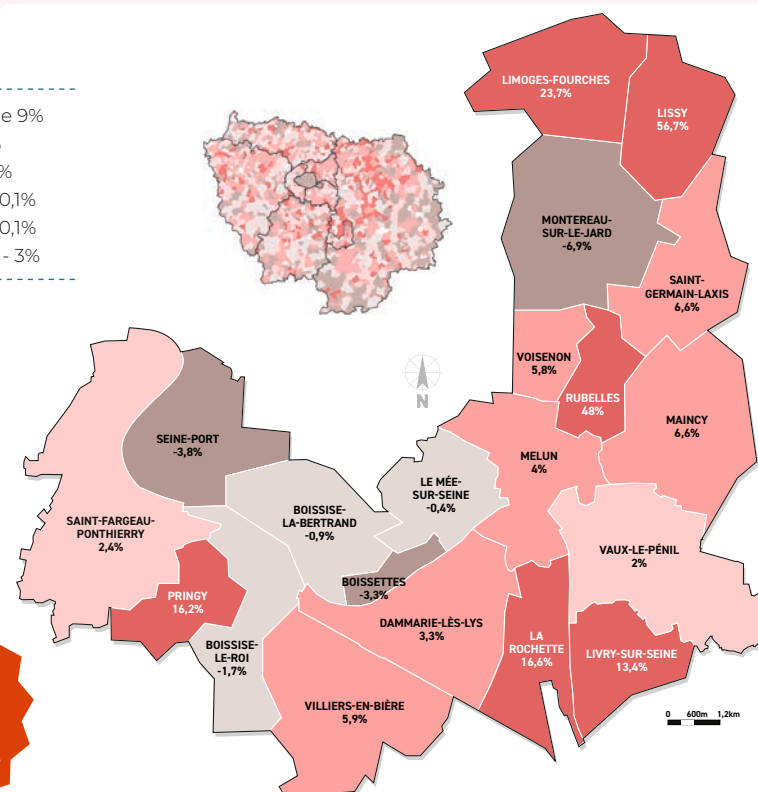 e 9%
%
0,1%
0,1%
- 3%
LIMOGES-FOURCHES
23,7%
LISSY
56,7%
MONTEREAU-
SUR-LE-JARD
-6,9%
SAINT-
GERMAIN-LAXIS
6,6%
VOISENON
5,8%
RUBELLES
48%
MAINCY
6,6%
N
SEINE-PORT
-3,8%
MELUN
4%
LE MÉE-
SUR-SEINE
-0,4%
BOISSISE-
LA-BERTRAND
-0,9%
SAINT-FARGEAU-
PONTHIERRY
2,4%
VAUX-LE-PÉNIL
2%
BOISSETTES
-3,3%
PRINGY
16,2%
DAMMARIE-LÈS-LYS
3,3%
LA
ROCHETTE
16,6%
LIVRY-SUR-SEINE
13,4%
BOISSISE-
LE-ROI
-1,7%
VILLIERS-EN-BIÈRE
5,9%
0 600m 1,2km